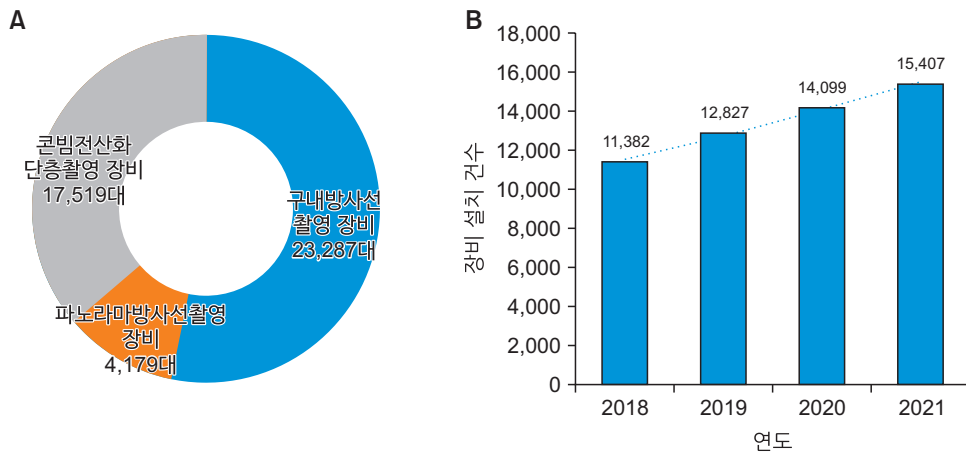 A
콘빔전산화
단층촬영 장비
17,519대
구내방사선
촬영 장비
23,287대
파노라마방사선촬영
장비
4,179대
B
장비 설치 건수
18,000
16,000
14,000
12,000
10,000
8,000
6,000
4,000
2,000
0
11,382
12,827
14,099
15,407
2018
2019
2020
2021
연도